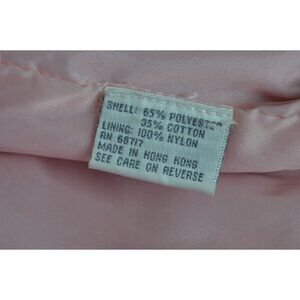 SHELL: 65% POLYESTER
35% COTTON
LINING: 100% NYLON
RN 68717
MADE IN HONG KONG
SEE CARE ON REVERSE